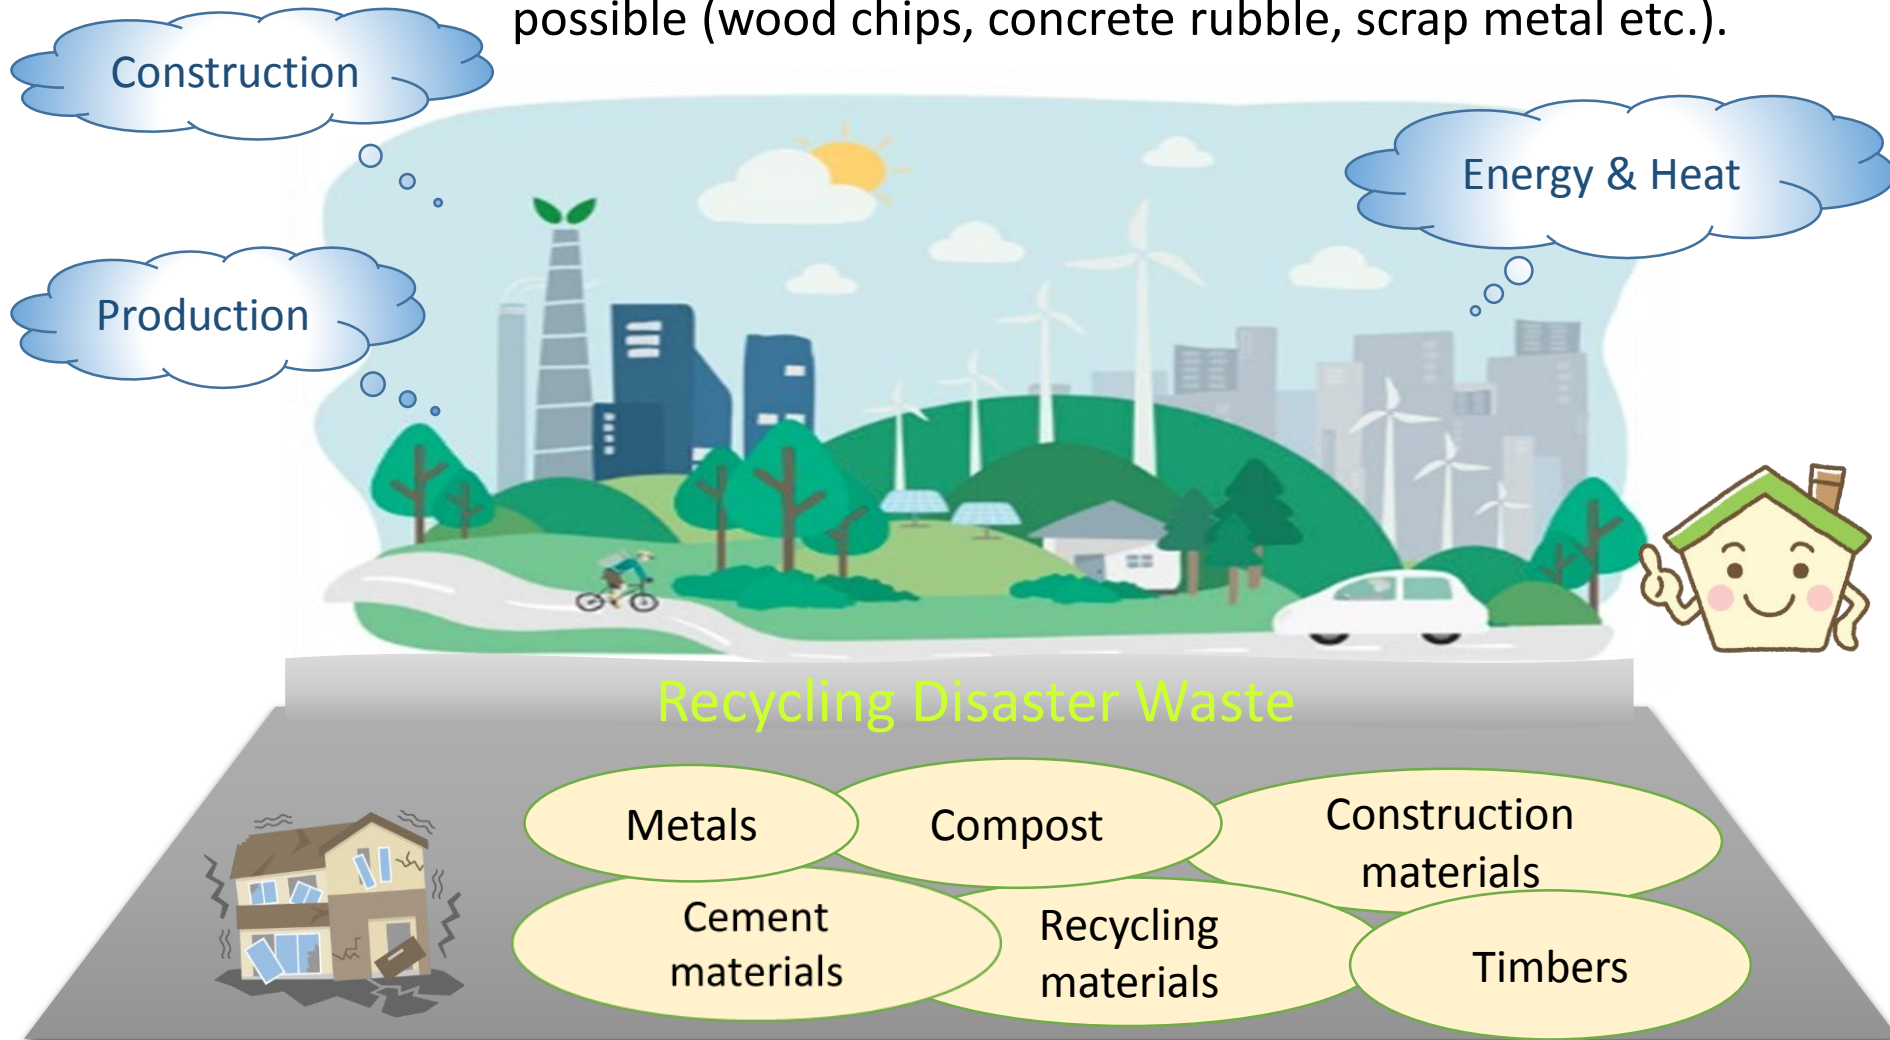 possible (wood chips, concrete rubble, scrap metal etc.).
Construction
Energy & Heat
Production
Recycling Disaster Waste
Metals
Compost
Construction
materials
Cement
materials
Recycling
materials
Timbers